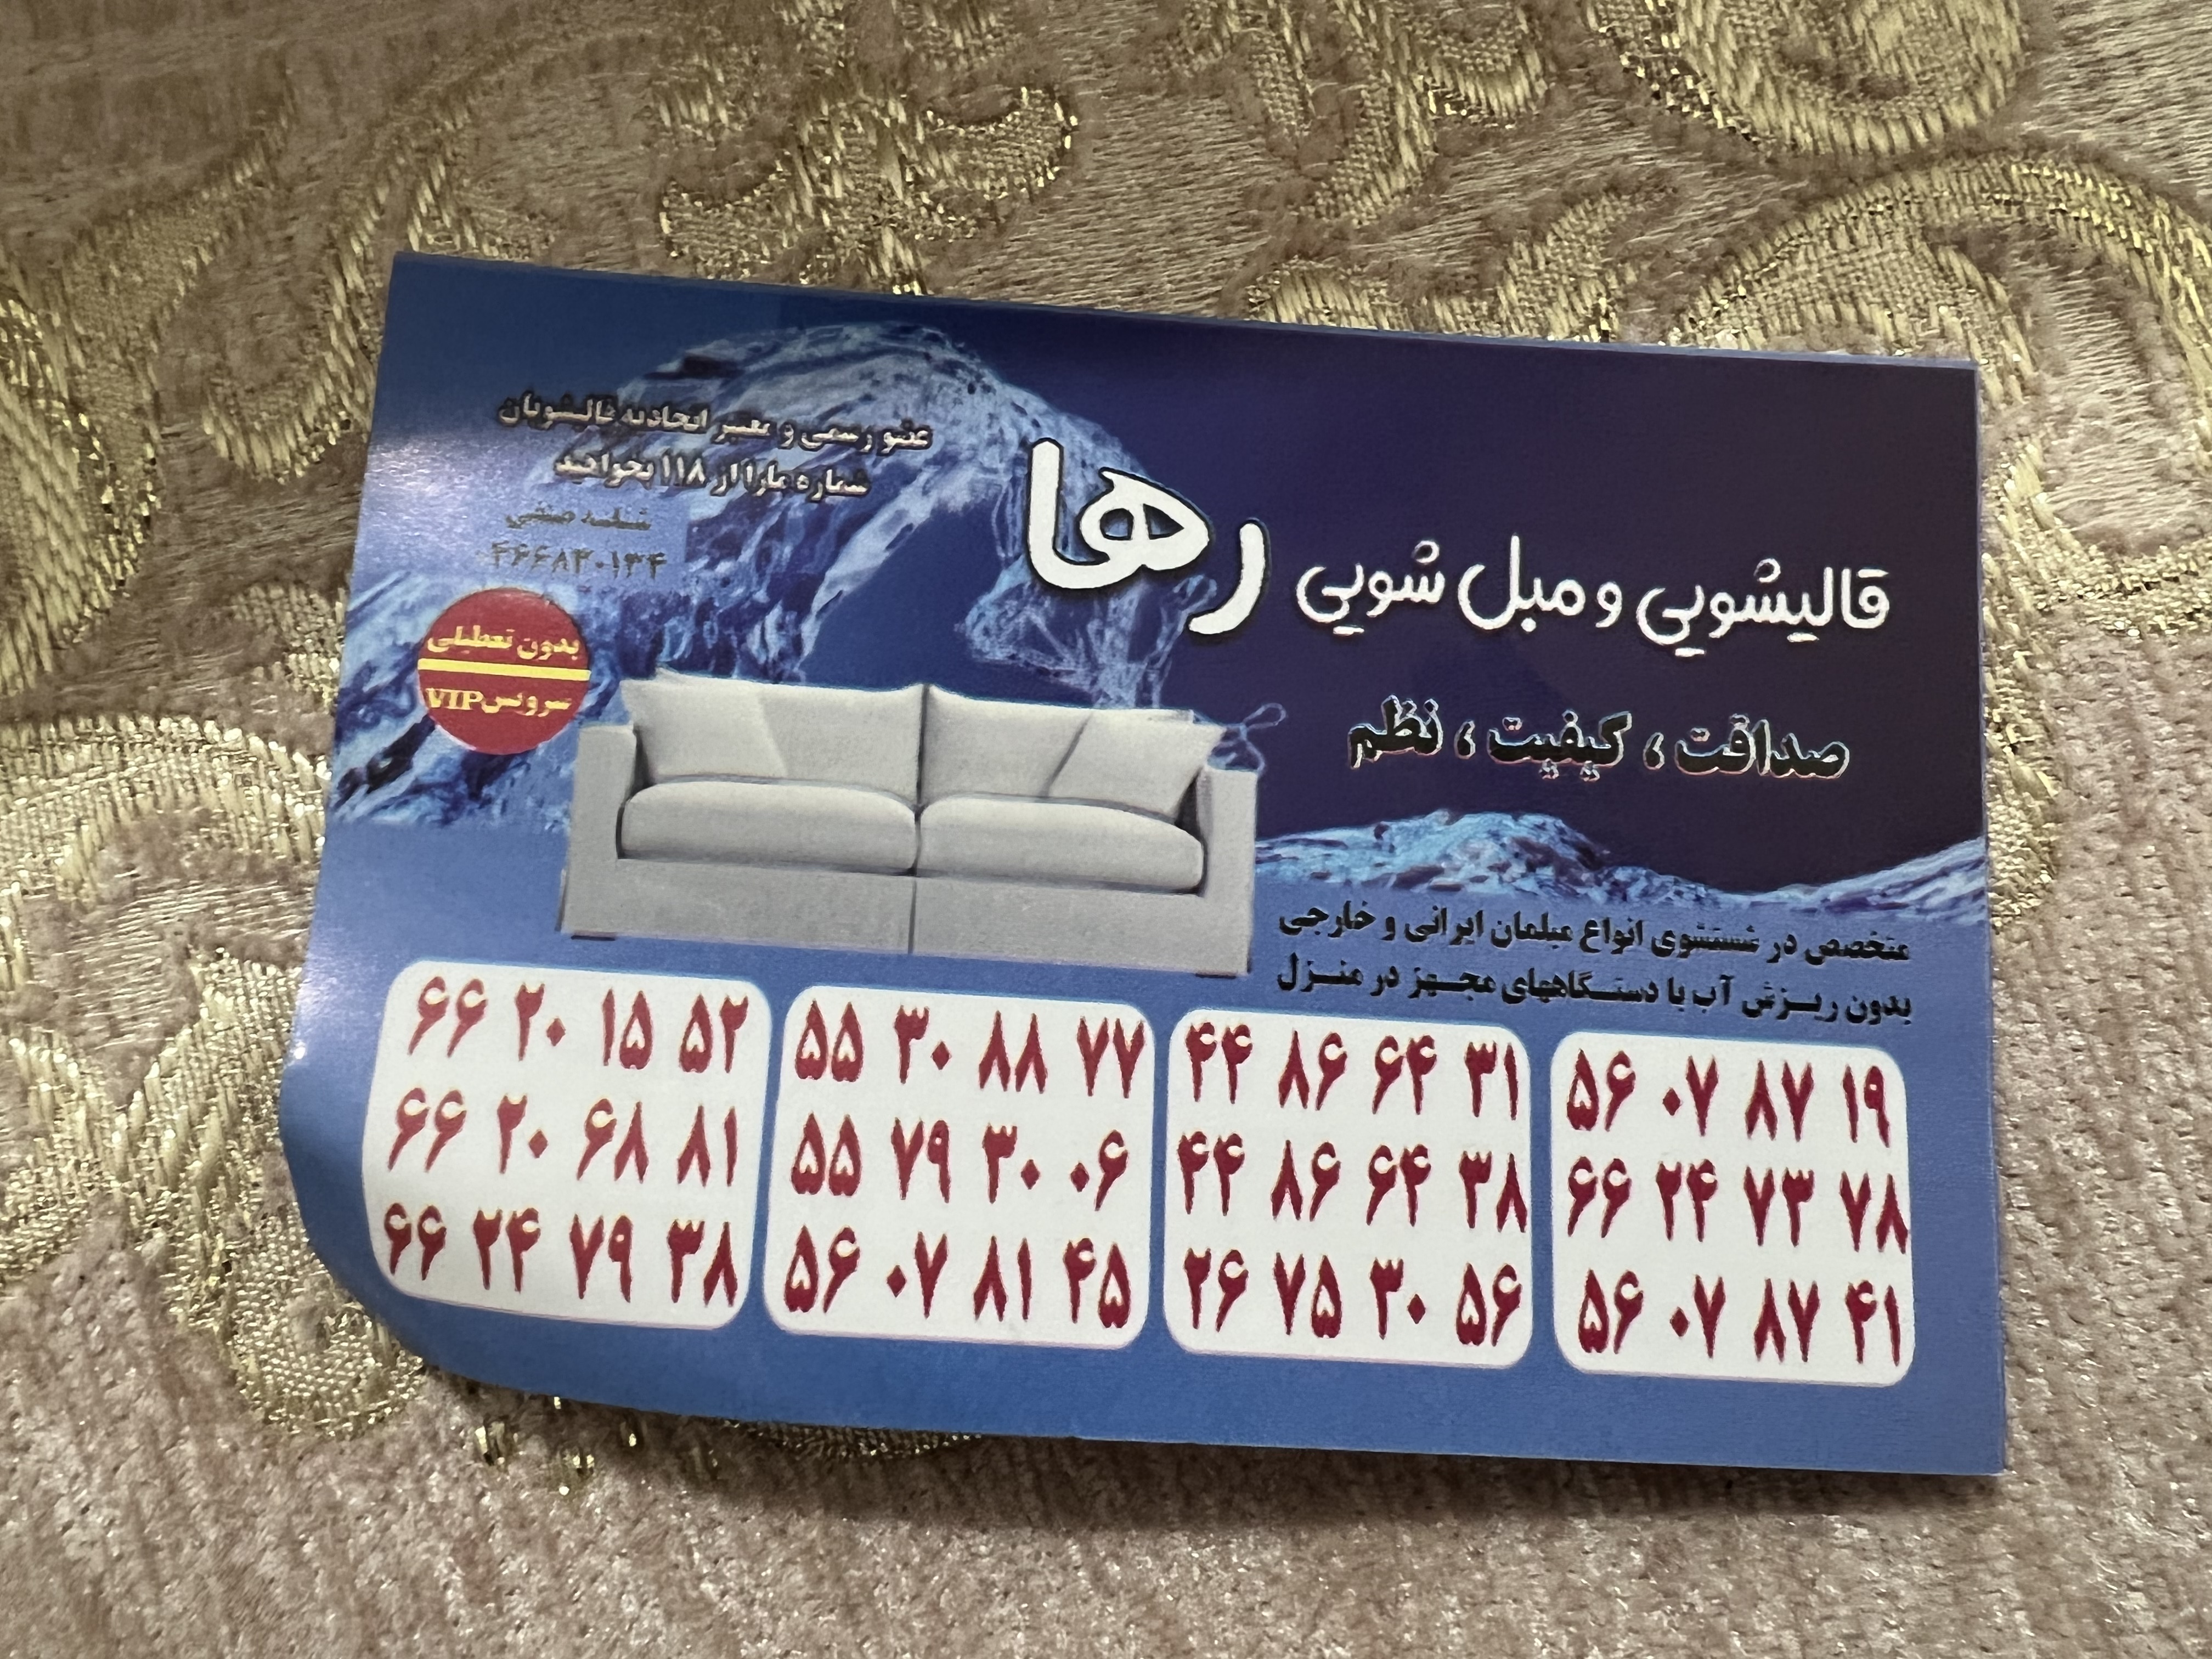 عضو رسمی و معتبر اتحادیه قالیشویان
شماره ما را از ۱۱۸ بخواهید
شناسه صنفی
۴۶۶۸۳۰۱۳۴
قالیشویی و مبل شویی رها
صداقت ، کیفیت ، نظم
بدون تعطیلی
سرویس VIP
متخصص در شستشوی انواع مبلمان ایرانی و خارجی
بدون ریزش آب با دستگاههای مجهز در منزل
۶۶ ۲۰ ۱۵ ۵۲
۶۶ ۲۰ ۶۸ ۸۱
۶۶ ۲۴ ۷۹ ۳۸
۵۵ ۳۰ ۸۸ ۷۷
۵۵ ۷۹ ۳۰ ۰۶
۵۶ ۰۷ ۸۱ ۴۵
۴۴ ۸۶ ۶۴ ۳۱
۴۴ ۸۶ ۶۴ ۳۸
۲۶ ۷۵ ۳۰ ۵۶
۵۶ ۰۷ ۸۷ ۱۹
۶۶ ۲۴ ۷۳ ۷۸
۵۶ ۰۷ ۸۷ ۴۱